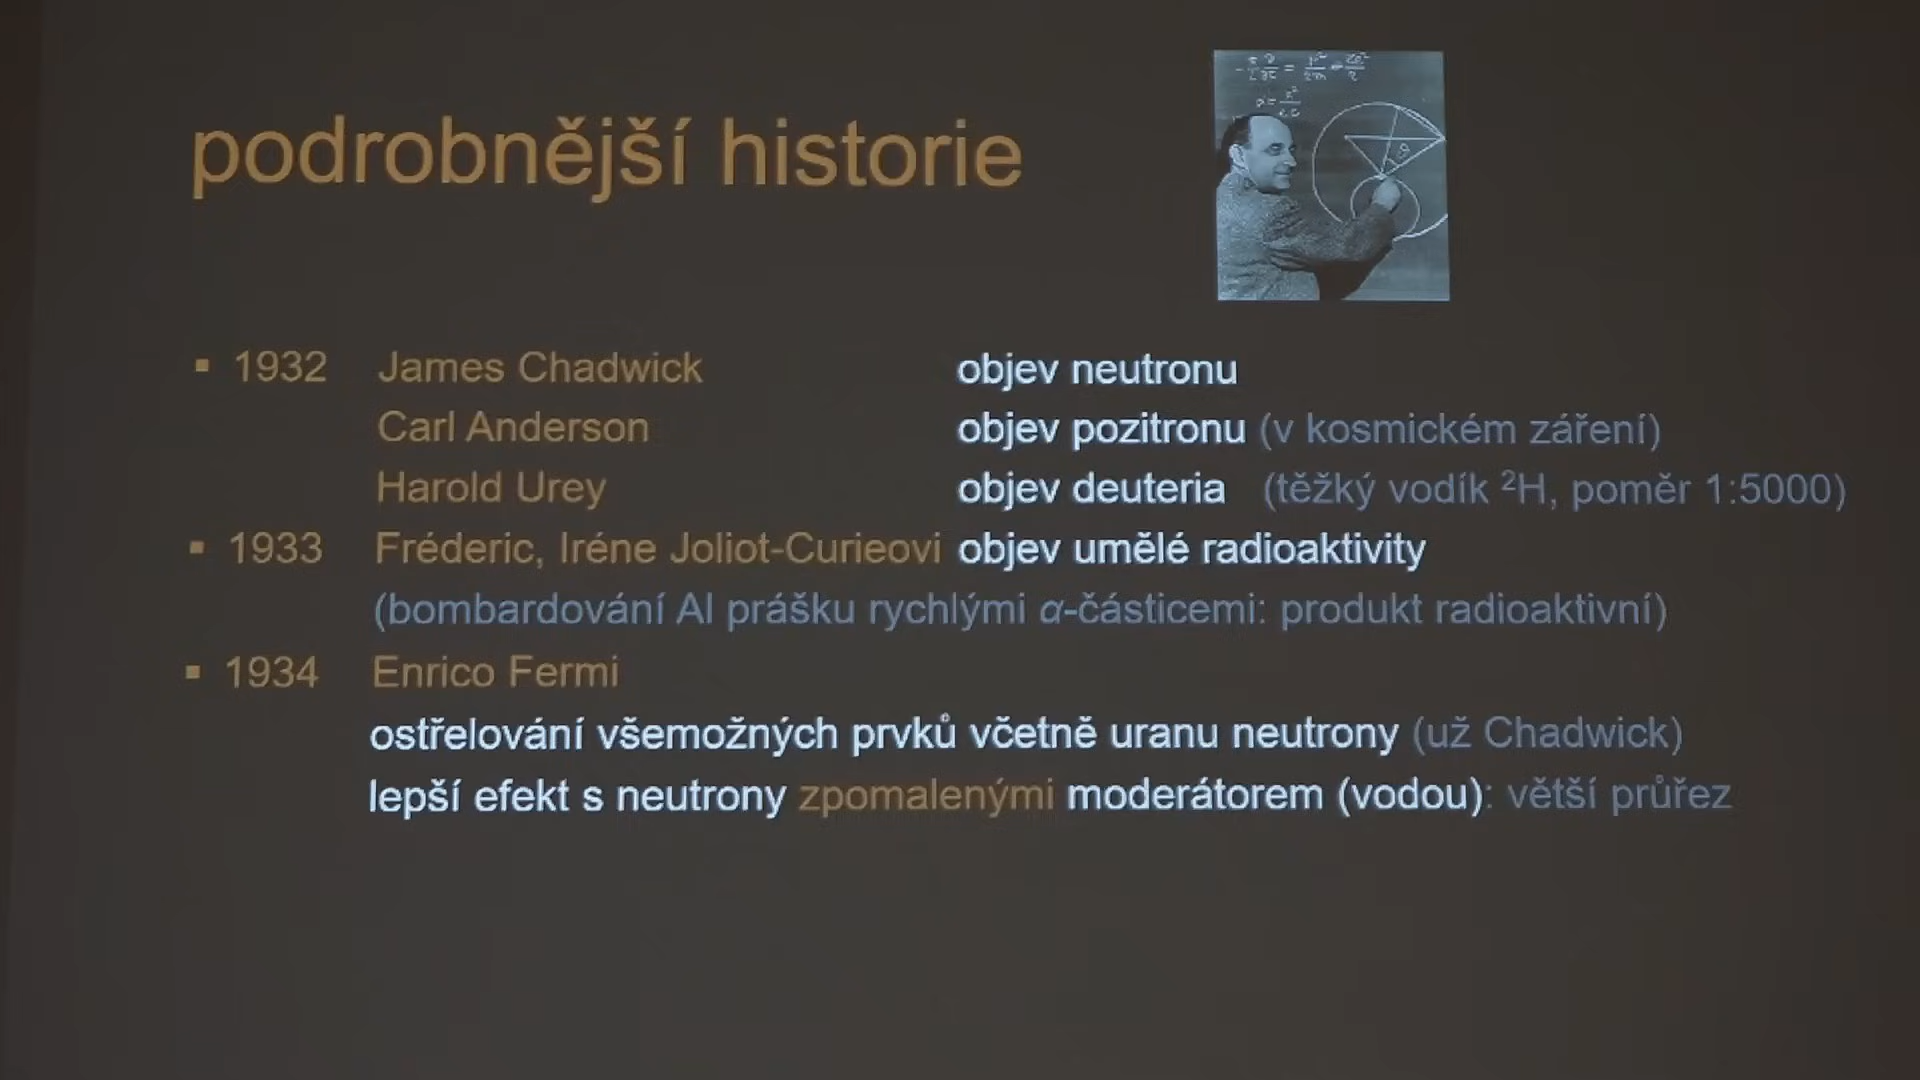 podrobnější historie
▪ 1932 James Chadwick objev neutronu
Carl Anderson objev pozitronu (v kosmickém záření)
Harold Urey objev deuteria (těžký vodík ²H, poměr 1:5000)
▪ 1933 Fréderic, Iréne Joliot-Curieovi objev umělé radioaktivity
(bombardování Al prášku rychlými α-částicemi: produkt radioaktivní)
▪ 1934 Enrico Fermi
ostřelování všemožných prvků včetně uranu neutrony (už Chadwick)
lepší efekt s neutrony zpomalenými moderátorem (vodou): větší průřez